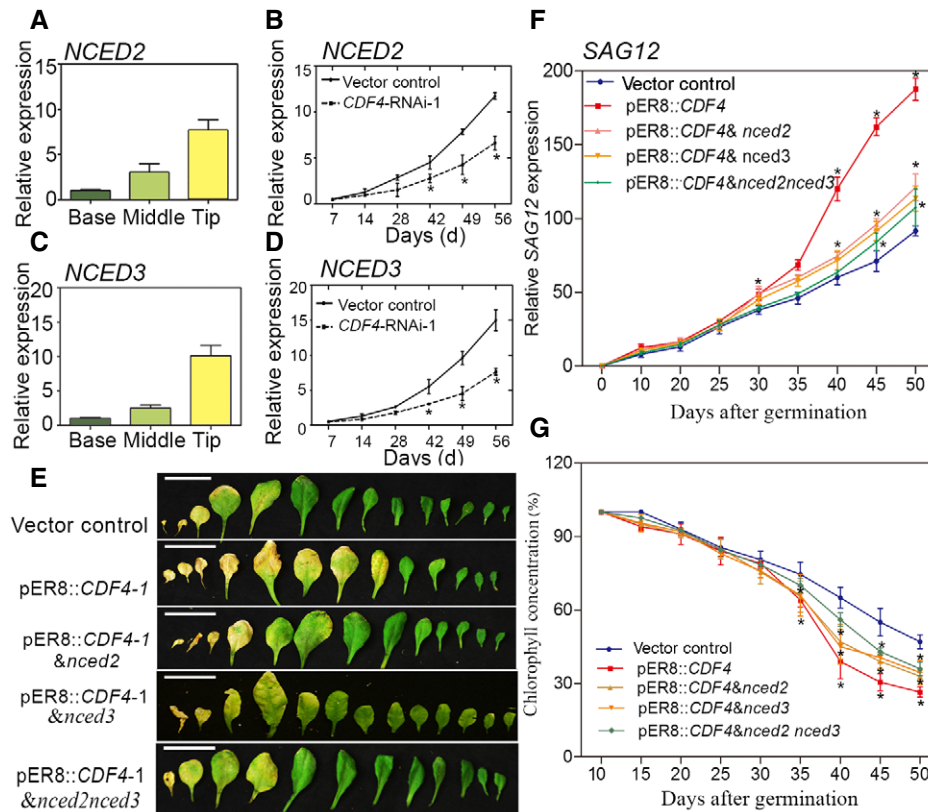 A
NCED2
Relative expression
15
10
5
0
Base Middle Tip
B
NCED2
Relative expression
15
10
5
0
Vector control
CDF4-RNAi-1
* * *
7 14 28 42 49 56
Days (d)
C
NCED3
Relative expression
20
15
10
5
0
Base Middle Tip
D
NCED3
Relative expression
20
15
10
5
0
Vector control
CDF4-RNAi-1
* * *
7 14 28 42 49 56
Days (d)
E
Vector control
pER8::CDF4-1
pER8::CDF4-1
&nced2
pER8::CDF4-1
&nced3
pER8::CDF4-1
&nced2nced3
F
SAG12
Relative SAG12 expression
200
150
100
50
0
Vector control
pER8::CDF4
pER8::CDF4& nced2
pER8::CDF4& nced3
pER8::CDF4&nced2nced3
* * * * * * * * *
0 10 20 25 30 35 40 45 50
Days after germination
G
Chlorophyll concentration (%)
120
90
60
30
0
Vector control
pER8::CDF4
pER8::CDF4&nced2
pER8::CDF4&nced3
pER8::CDF4&nced2 nced3
* * * * * * * * * * *
10 15 20 25 30 35 40 45 50
Days after germination